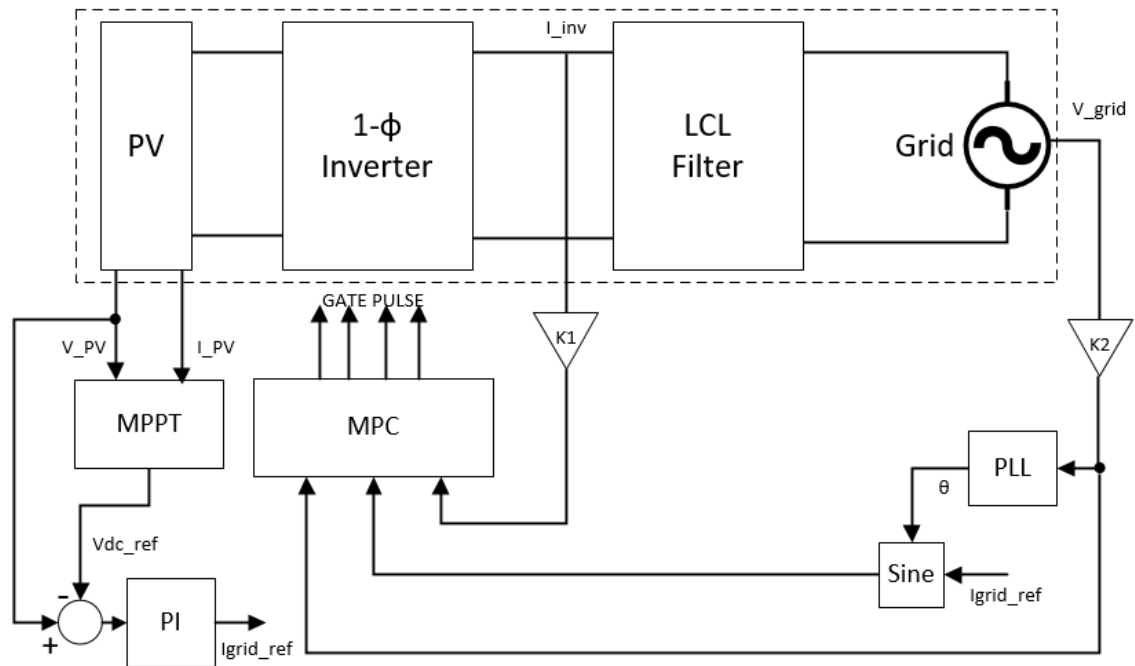 I_inv
PV
1-ϕ
Inverter
LCL
Filter
Grid
V_grid
GATE PULSE
K1
K2
V_PV
I_PV
MPPT
MPC
PLL
θ
Vdc_ref
Sine
Igrid_ref
-
+
PI
Igrid_ref